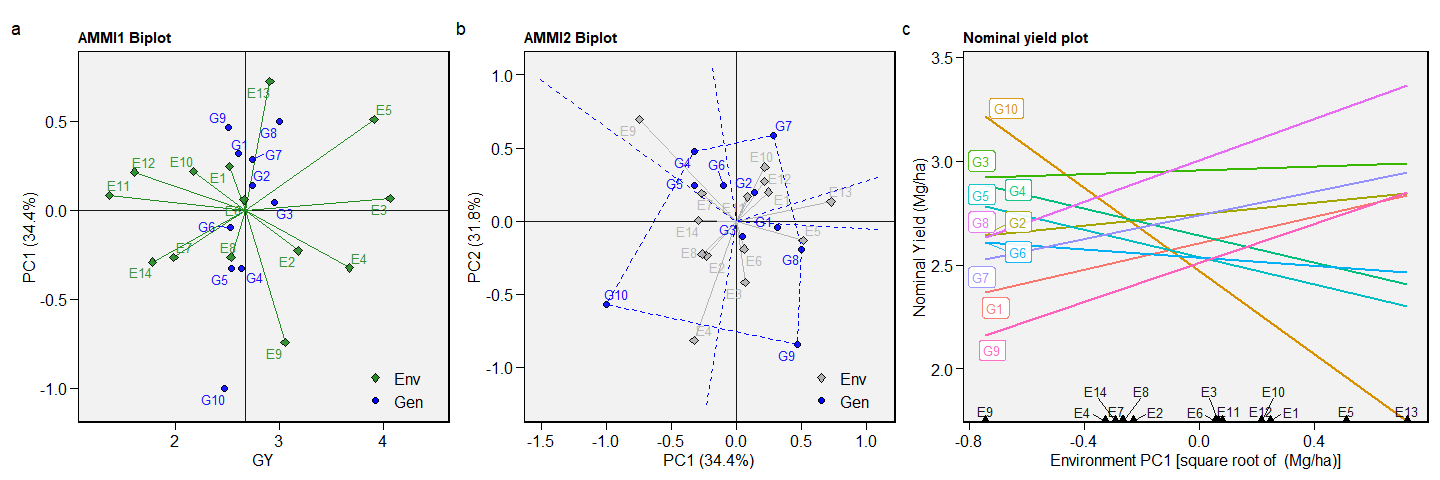 a
AMMI1 Biplot
PC1 (34.4%)
0.5
0.0
-0.5
-1.0
E13
E5
G9
G8
G1
G7
E12
E10
E1
G2
E11
E3
G3
G6
E6
E7
E8
E2
E14
E4
G5
G4
E9
G10
Env
Gen
2
3
4
GY
b
AMMI2 Biplot
PC2 (31.8%)
1.0
0.5
0.0
-0.5
-1.0
E9
G7
G4
G6
E10
G5
G2
E12
E13
E7
E1
G1
E14
G3
E5
E8
E2
E6
G8
E3
G10
E4
G9
Env
Gen
-1.5
-1.0
-0.5
0.0
0.5
1.0
PC1 (34.4%)
c
Nominal yield plot
Nominal Yield (Mg/ha)
3.5
3.0
2.5
2.0
G10
G3
G5
G4
G8
G2
G6
G7
G1
G9
E14
E8
E3
E10
E9
E4
E7
E2
E6
E11
E12
E1
E5
E13
-0.8
-0.4
0.0
0.4
Environment PC1 [square root of (Mg/ha)]